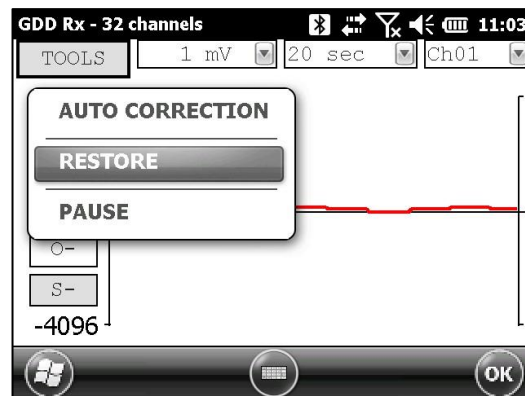 GDD Rx - 32 channels 11:03
TOOLS 1 mV 20 sec Ch01
AUTO CORRECTION
RESTORE
PAUSE
O-
S-
-4096
OK